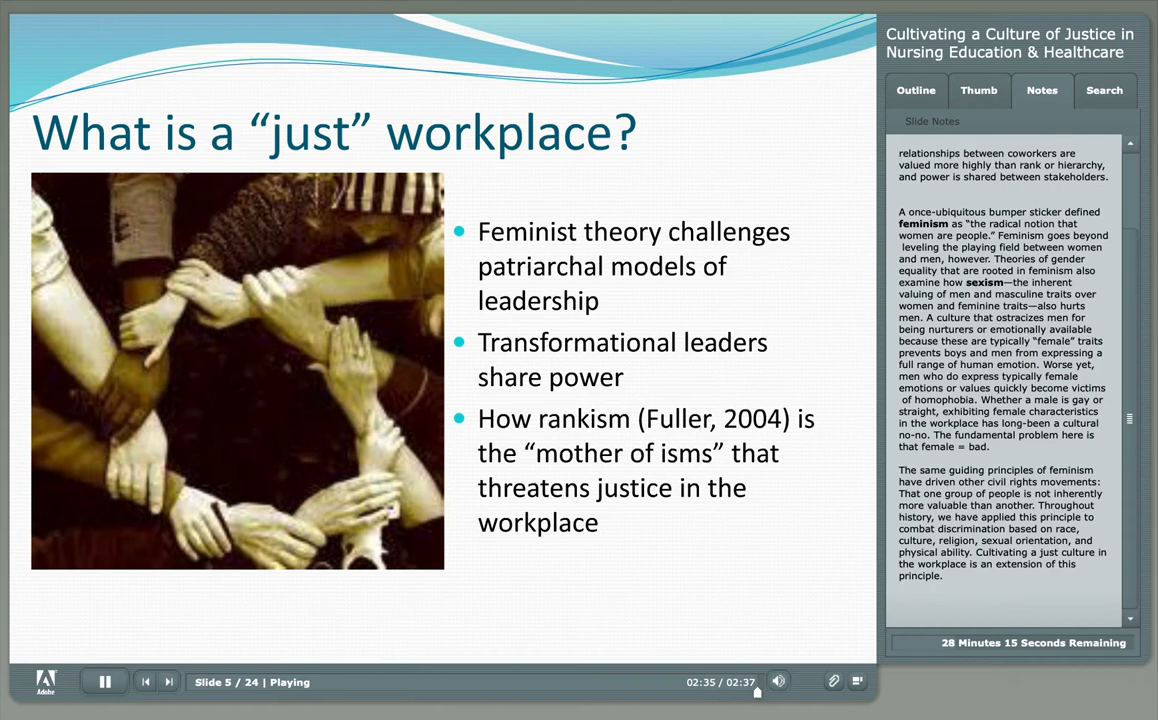 What is a “just” workplace?
• Feminist theory challenges
patriarchal models of
leadership
• Transformational leaders
share power
• How rankism (Fuller, 2004) is
the “mother of isms” that
threatens justice in the
workplace
Cultivating a Culture of Justice in
Nursing Education & Healthcare
Outline Thumb Notes Search
Slide Notes
relationships between coworkers are
valued more highly than rank or hierarchy,
and power is shared between stakeholders.
A once-ubiquitous bumper sticker defined
feminism as “the radical notion that
women are people.” Feminism goes beyond
leveling the playing field between women
and men, however. Theories of gender
equality that are rooted in feminism also
examine how sexism—the inherent
valuing of men and masculine traits over
women and feminine traits—also hurts
men. A culture that ostracizes men for
being nurturers or emotionally available
because these are typically “female” traits
prevents boys and men from expressing a
full range of human emotion. Worse yet,
men who do express typically female
emotions or values quickly become victims
of homophobia. Whether a male is gay or
straight, exhibiting female characteristics
in the workplace has long-been a cultural
no-no. The fundamental problem here is
that female = bad.
The same guiding principles of feminism
have driven other civil rights movements:
That one group of people is not inherently
more valuable than another. Throughout
history, we have applied this principle to
combat discrimination based on race,
culture, religion, sexual orientation, and
physical ability. Cultivating a just culture in
the workplace is an extension of this
principle.
28 Minutes 15 Seconds Remaining
Adobe
Slide 5 / 24 | Playing
02:35 / 02:37